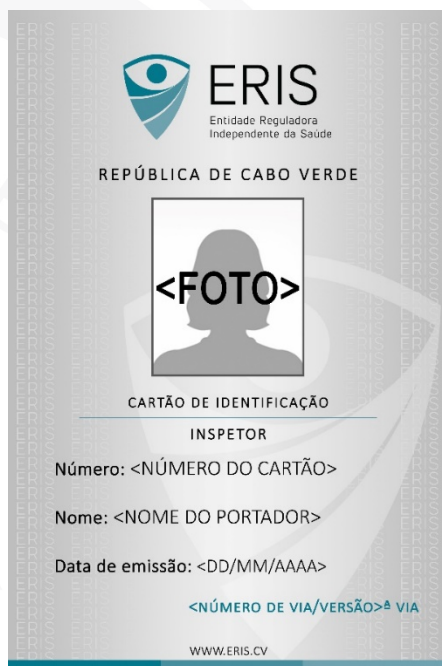 ERIS
Entidade Reguladora
Independente da Saúde
REPÚBLICA DE CABO VERDE
<FOTO>
CARTÃO DE IDENTIFICAÇÃO
INSPETOR
Número: <NÚMERO DO CARTÃO>
Nome: <NOME DO PORTADOR>
Data de emissão: <DD/MM/AAAA>
<NÚMERO DE VIA/VERSÃO>ª VIA
WWW.ERIS.CV